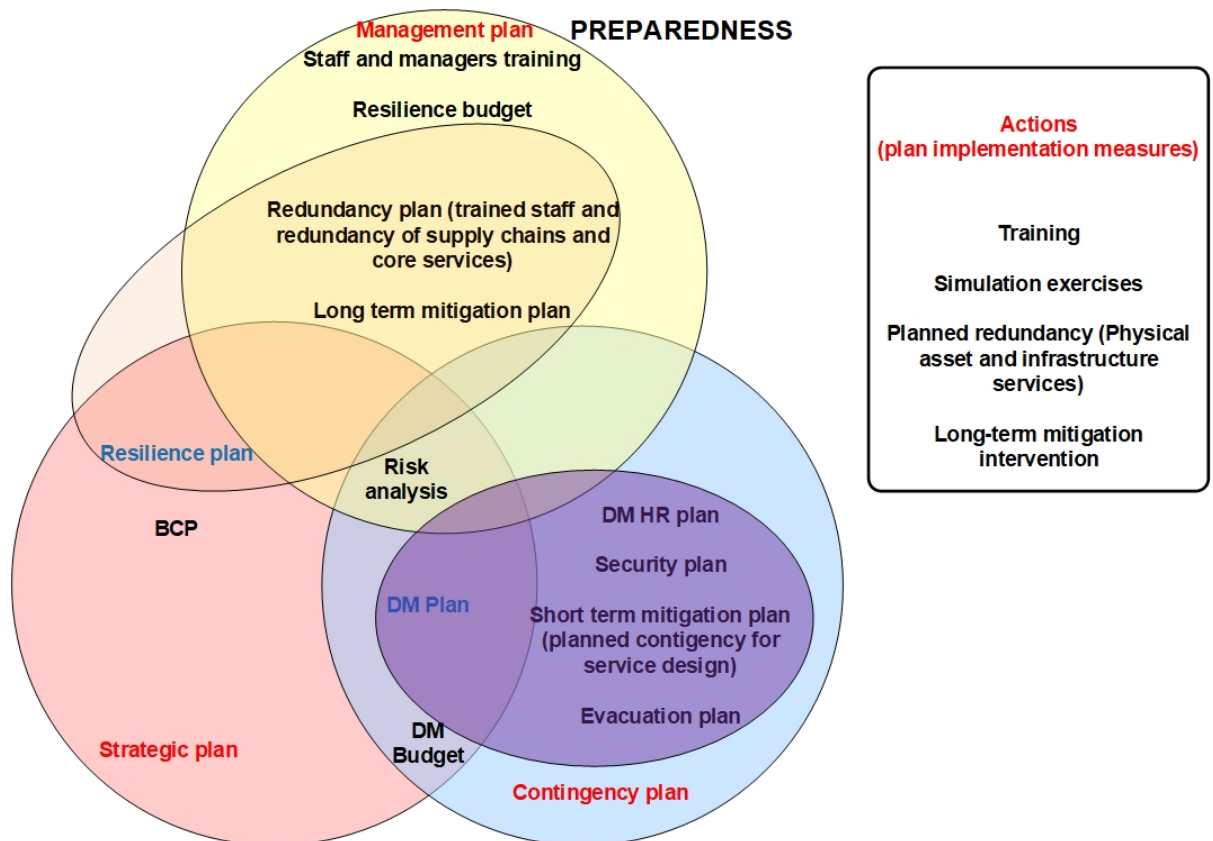 Management plan
PREPAREDNESS
Staff and managers training
Resilience budget
Redundancy plan (trained staff and
redundancy of supply chains and
core services)
Long term mitigation plan
Resilience plan
Risk
analysis
BCP
DM HR plan
Security plan
DM Plan
Short term mitigation plan
(planned contigency for
service design)
Evacuation plan
DM
Budget
Strategic plan
Contingency plan
Actions
(plan implementation measures)
Training
Simulation exercises
Planned redundancy (Physical
asset and infrastructure
services)
Long-term mitigation
intervention